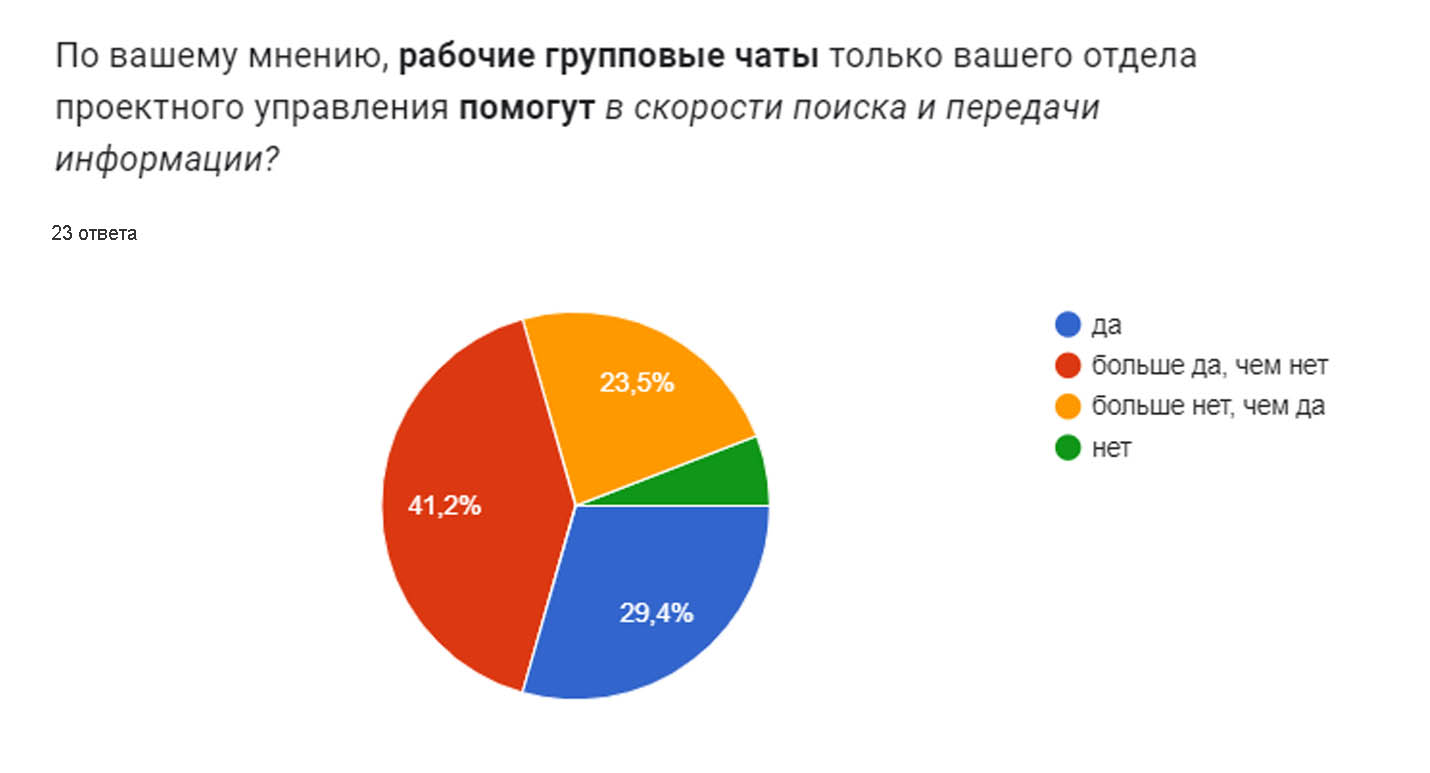 По вашему мнению, рабочие групповые чаты только вашего отдела
проектного управления помогут в скорости поиска и передачи
информации?
23 ответа
23,5%
41,2%
29,4%
да
больше да, чем нет
больше нет, чем да
нет